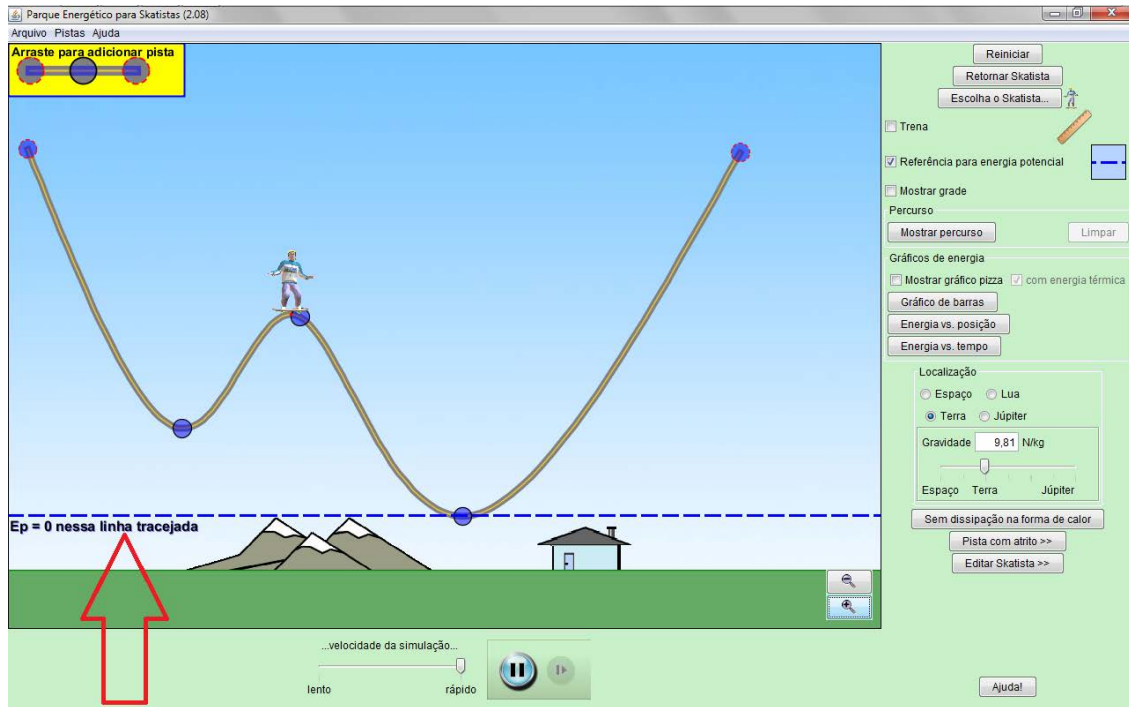 Parque Energético para Skatistas (2.08)
Arquivo Pistas Ajuda
Arraste para adicionar pista
Ep = 0 nessa linha tracejada
Reiniciar
Retornar Skatista
Escolha o Skatista...
Trena
Referência para energia potencial
Mostrar grade
Percurso
Mostrar percurso Limpar
Gráficos de energia
Mostrar gráfico pizza com energia térmica
Gráfico de barras
Energia vs. posição
Energia vs. tempo
Localização
Espaço Lua
Terra Júpiter
Gravidade 9,81 N/kg
Espaço Terra Júpiter
Sem dissipação na forma de calor
Pista com atrito >>
Editar Skatista >>
...velocidade da simulação...
lento rápido
Ajuda!